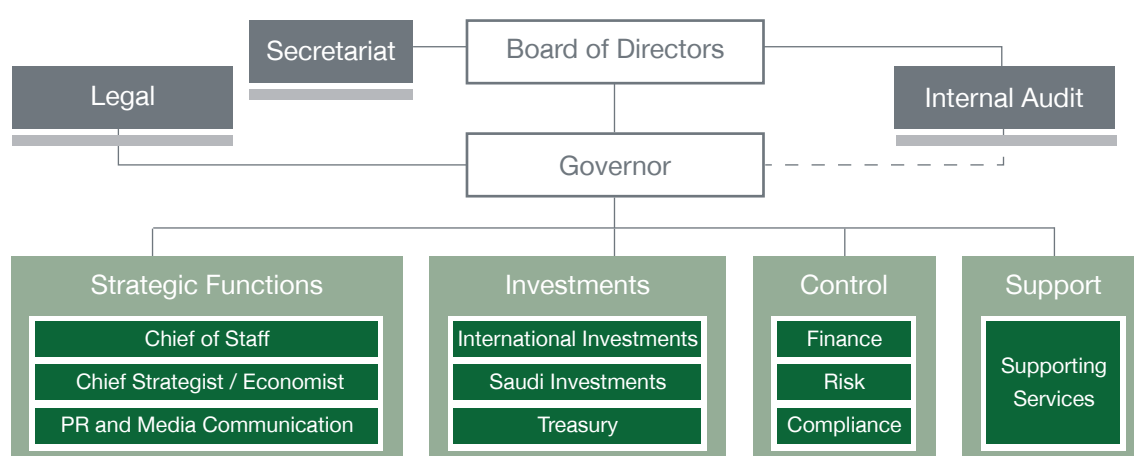 Secretariat
Board of Directors
Legal
Internal Audit
Governor
Strategic Functions
Chief of Staff
Chief Strategist / Economist
PR and Media Communication
Investments
International Investments
Saudi Investments
Treasury
Control
Finance
Risk
Compliance
Support
Supporting
Services